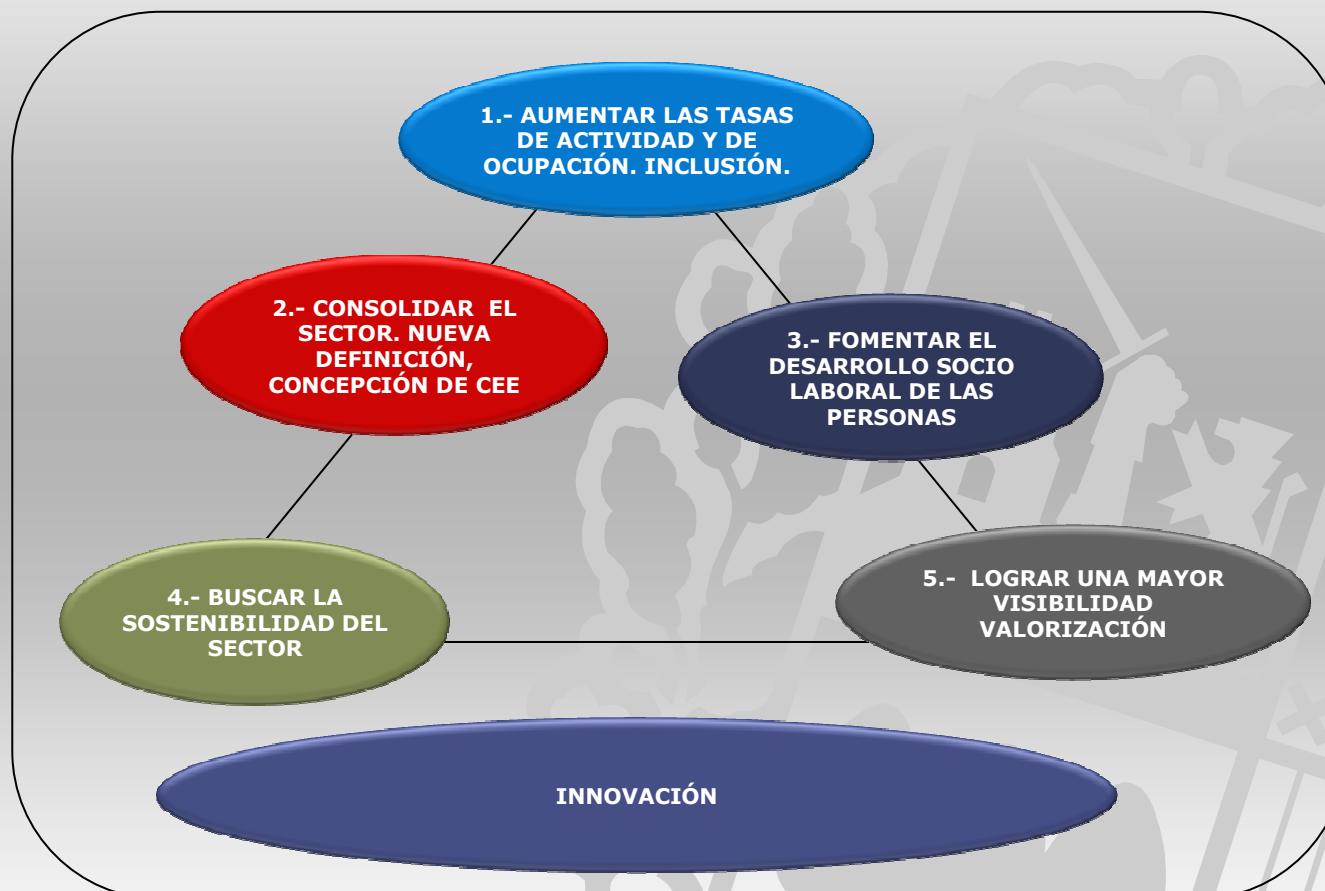 1.- AUMENTAR LAS TASAS
DE ACTIVIDAD Y DE
OCUPACIÓN. INCLUSIÓN.
2.- CONSOLIDAR EL
SECTOR. NUEVA
DEFINICIÓN,
CONCEPCIÓN DE CEE
3.- FOMENTAR EL
DESARROLLO SOCIO
LABORAL DE LAS
PERSONAS
4.- BUSCAR LA
SOSTENIBILIDAD DEL
SECTOR
5.- LOGRAR UNA MAYOR
VISIBILIDAD
VALORIZACIÓN
INNOVACIÓN